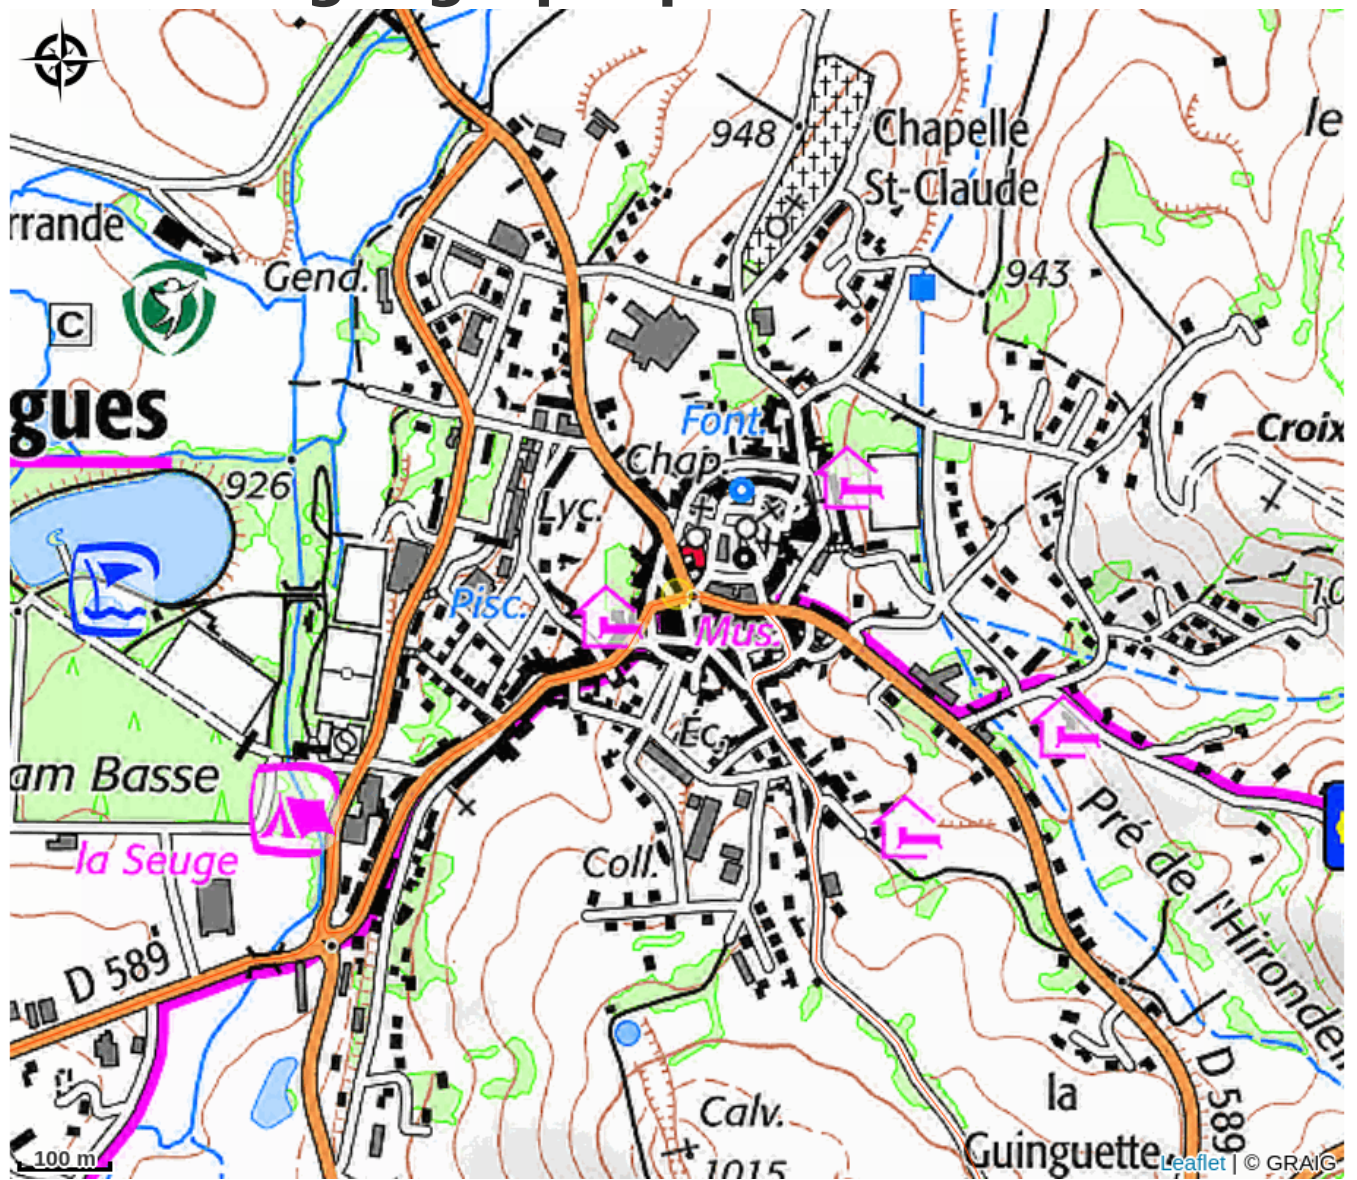 948
Chapelle
St-Claude
le
rrande
Gend.
943
C
gues
Font.
Croix
Chap.
926
Lyc.
Pisc.
10
Mus.
Éc.
am Basse
la Seuge
Coll.
Pré de l'Hirondel
D 589
D 589
la
Guinguette
Calv.
1015
100 m
Leaflet | © GRAIG